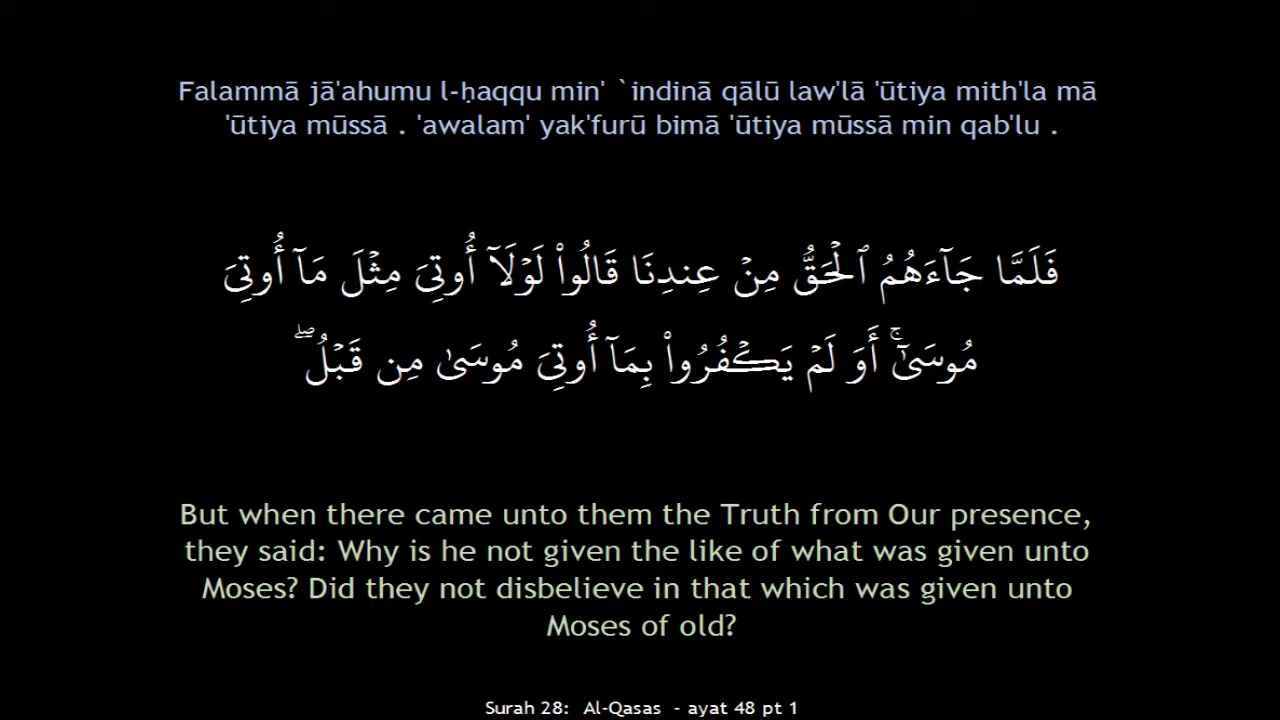 Falammā jā'ahumu l-ḥaqqu min' `indinā qālū law'lā 'ūtiya mith'la mā
'ūtiya mūssā . 'awalam' yak'furū bimā 'ūtiya mūssā min qab'lu .
فَلَمَّا جَآءَهُمُ ٱلْحَقُّ مِنْ عِندِنَا قَالُوا۟ لَوْلَآ أُوتِىَ مِثْلَ مَآ أُوتِىَ
مُوسَىٰٓ ۚ أَوَ لَمْ يَكْفُرُوا۟ بِمَآ أُوتِىَ مُوسَىٰ مِن قَبْلُ ۖ
But when there came unto them the Truth from Our presence,
they said: Why is he not given the like of what was given unto
Moses? Did they not disbelieve in that which was given unto
Moses of old?
Surah 28: Al-Qasas - ayat 48 pt 1